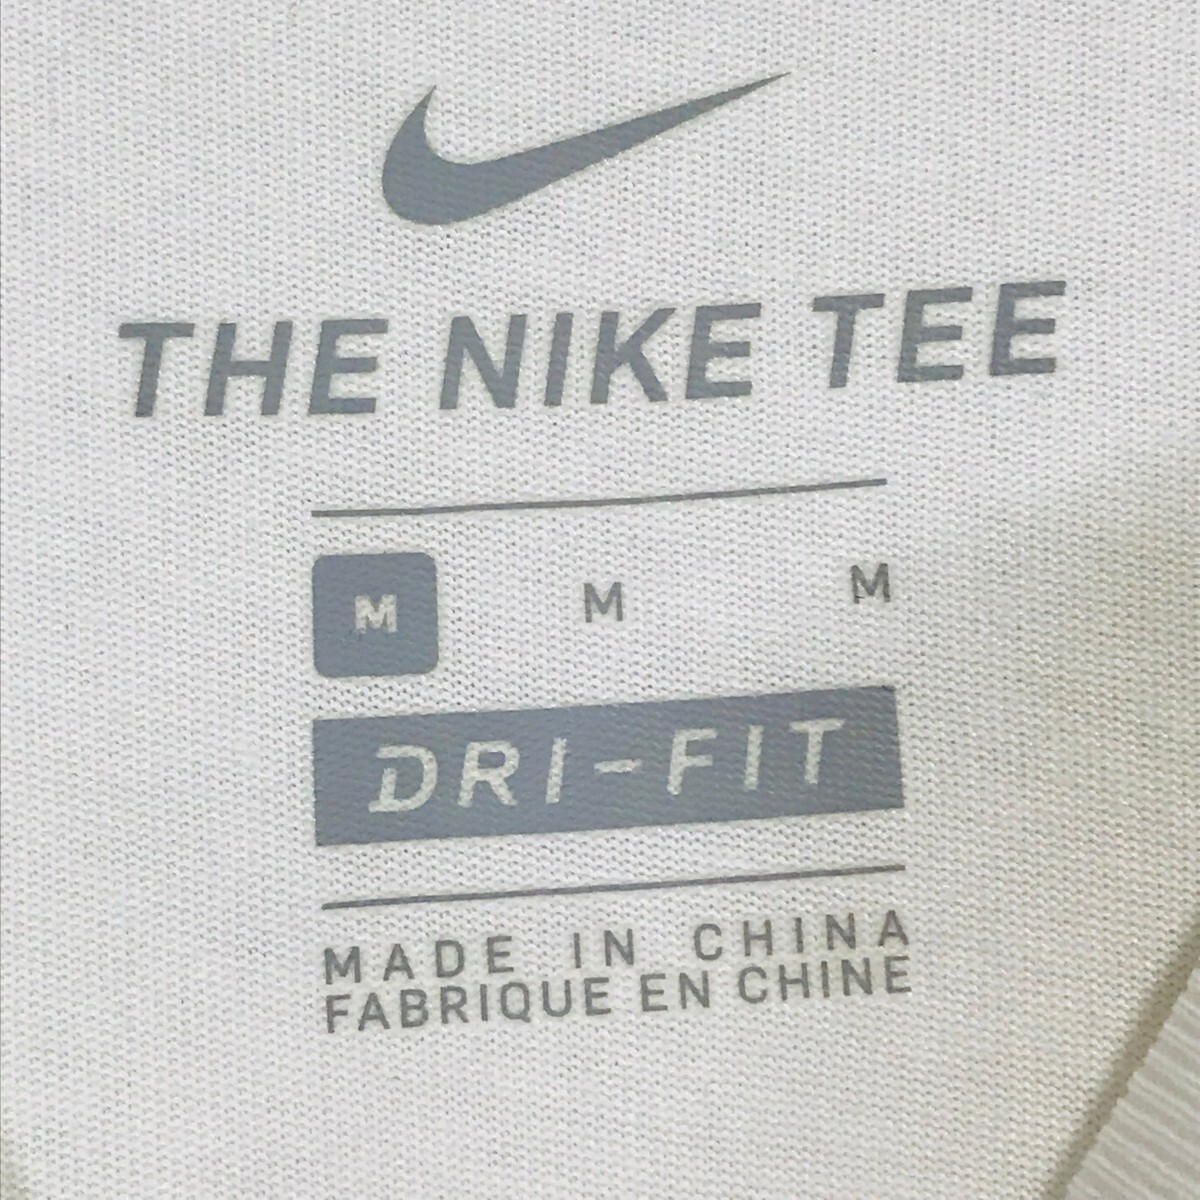 THE NIKE TEE
M M M
DRI-FIT
MADE IN CHINA
FABRIQUE EN CHINE